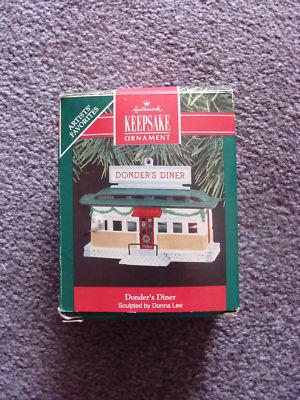 ARTISTS'
FAVORITES
Hallmark
KEEPSAKE
ORNAMENT
DONDER'S DINER
Donder's Diner
Sculpted by Donna Lee